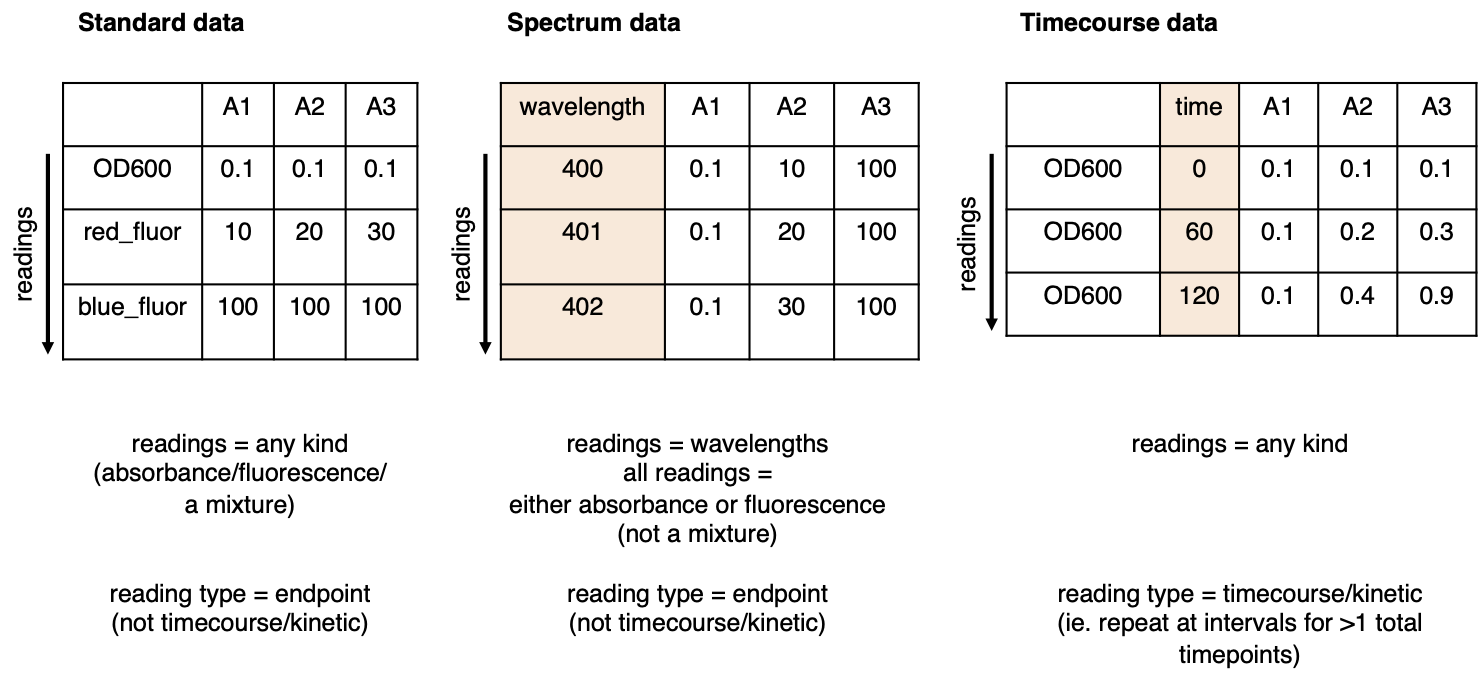 Standard data
A1 A2 A3
OD600 0.1 0.1 0.1
red_fluor 10 20 30
blue_fluor 100 100 100
readings
readings = any kind
(absorbance/fluorescence/
a mixture)
reading type = endpoint
(not timecourse/kinetic)
Spectrum data
wavelength A1 A2 A3
400 0.1 10 100
401 0.1 20 100
402 0.1 30 100
readings
readings = wavelengths
all readings =
either absorbance or fluorescence
(not a mixture)
reading type = endpoint
(not timecourse/kinetic)
Timecourse data
time A1 A2 A3
OD600 0 0.1 0.1 0.1
OD600 60 0.1 0.2 0.3
OD600 120 0.1 0.4 0.9
readings
readings = any kind
reading type = timecourse/kinetic
(ie. repeat at intervals for >1 total
timepoints)